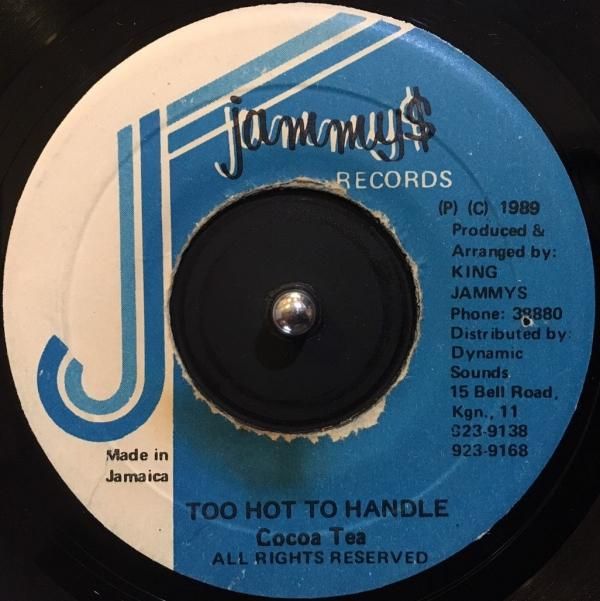 jammy$
RECORDS
(P) (C) 1989
Produced &
Arranged by:
KING
JAMMYS
Phone: 38880
Distributed by:
Dynamic
Sounds
15 Bell Road,
Kgn., 11
923-9138
923-9168
Made in
Jamaica
TOO HOT TO HANDLE
Cocoa Tea
ALL RIGHTS RESERVED